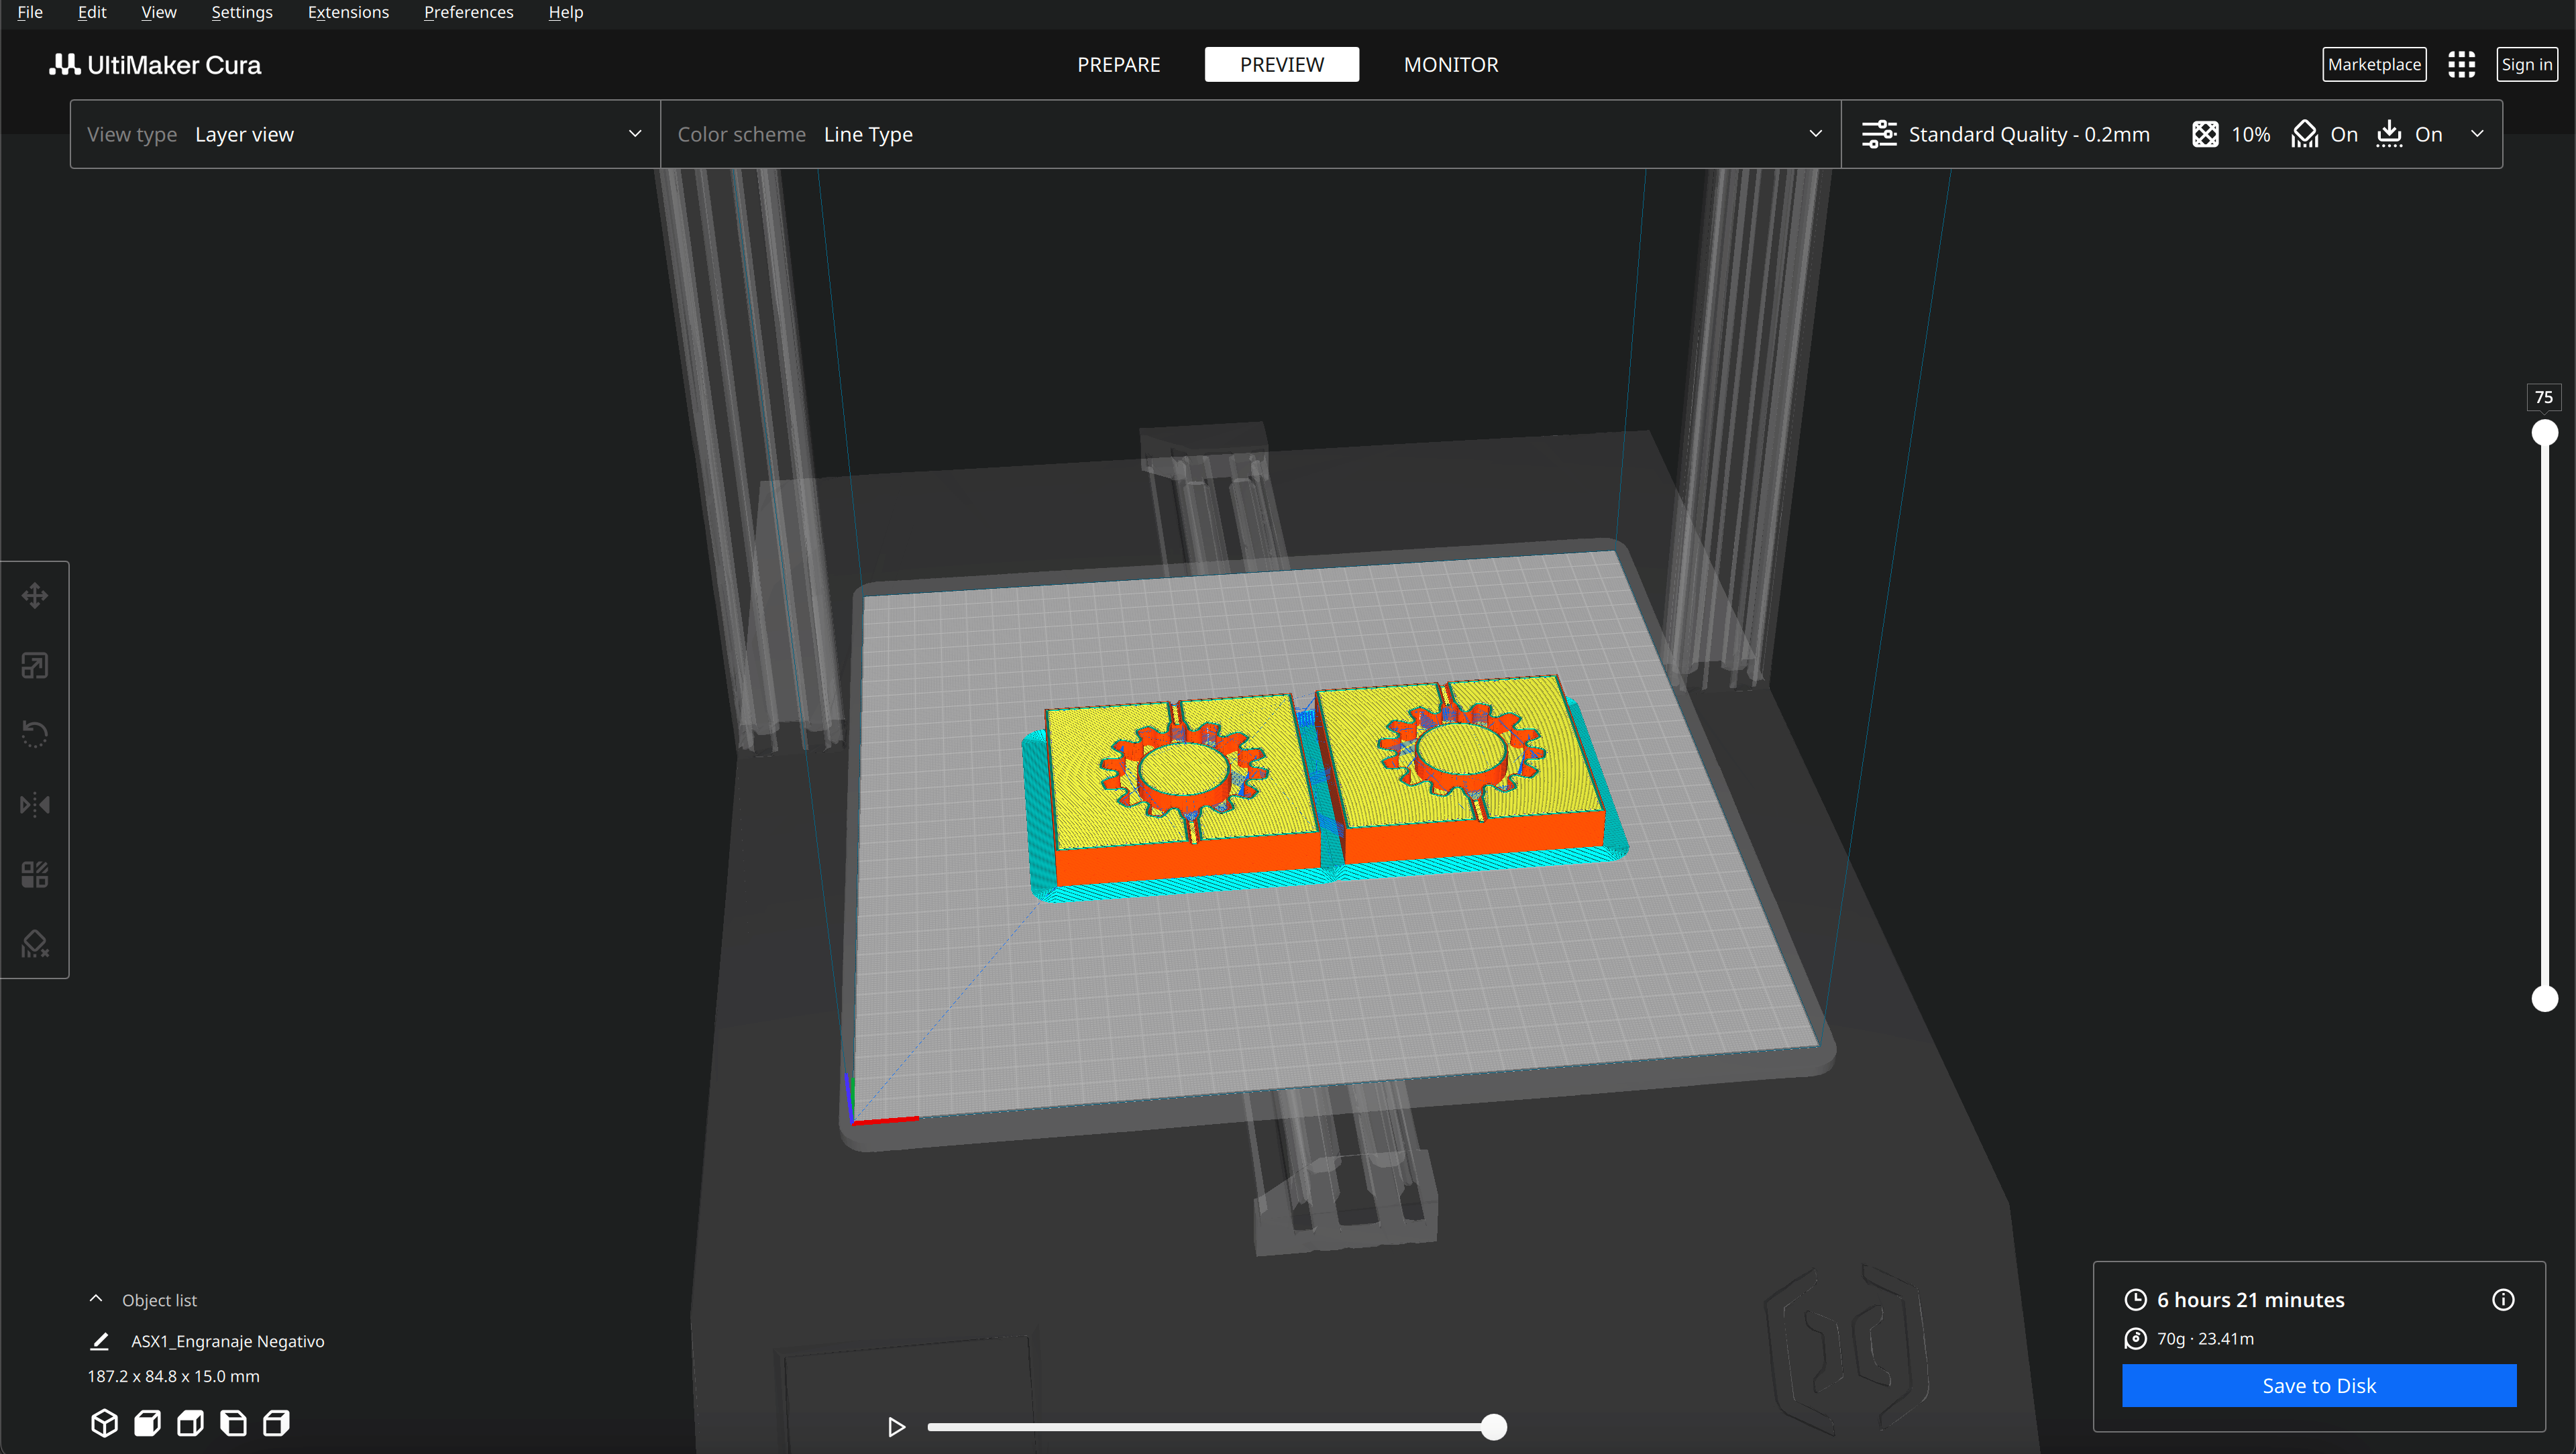 File Edit View Settings Extensions Preferences Help
UltiMaker Cura
PREPARE PREVIEW MONITOR
Marketplace Sign in
View type Layer view
Color scheme Line Type
Standard Quality - 0.2mm 10% On On
75
Object list
ASX1_Engranaje Negativo
187.2 x 84.8 x 15.0 mm
6 hours 21 minutes
70g · 23.41m
Save to Disk